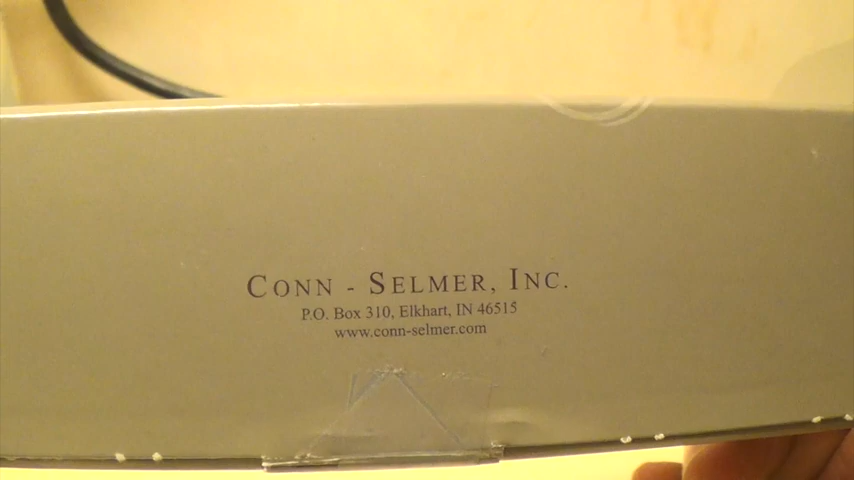 CONN - SELMER, INC.
P.O. Box 310, Elkhart, IN 46515
www.conn-selmer.com